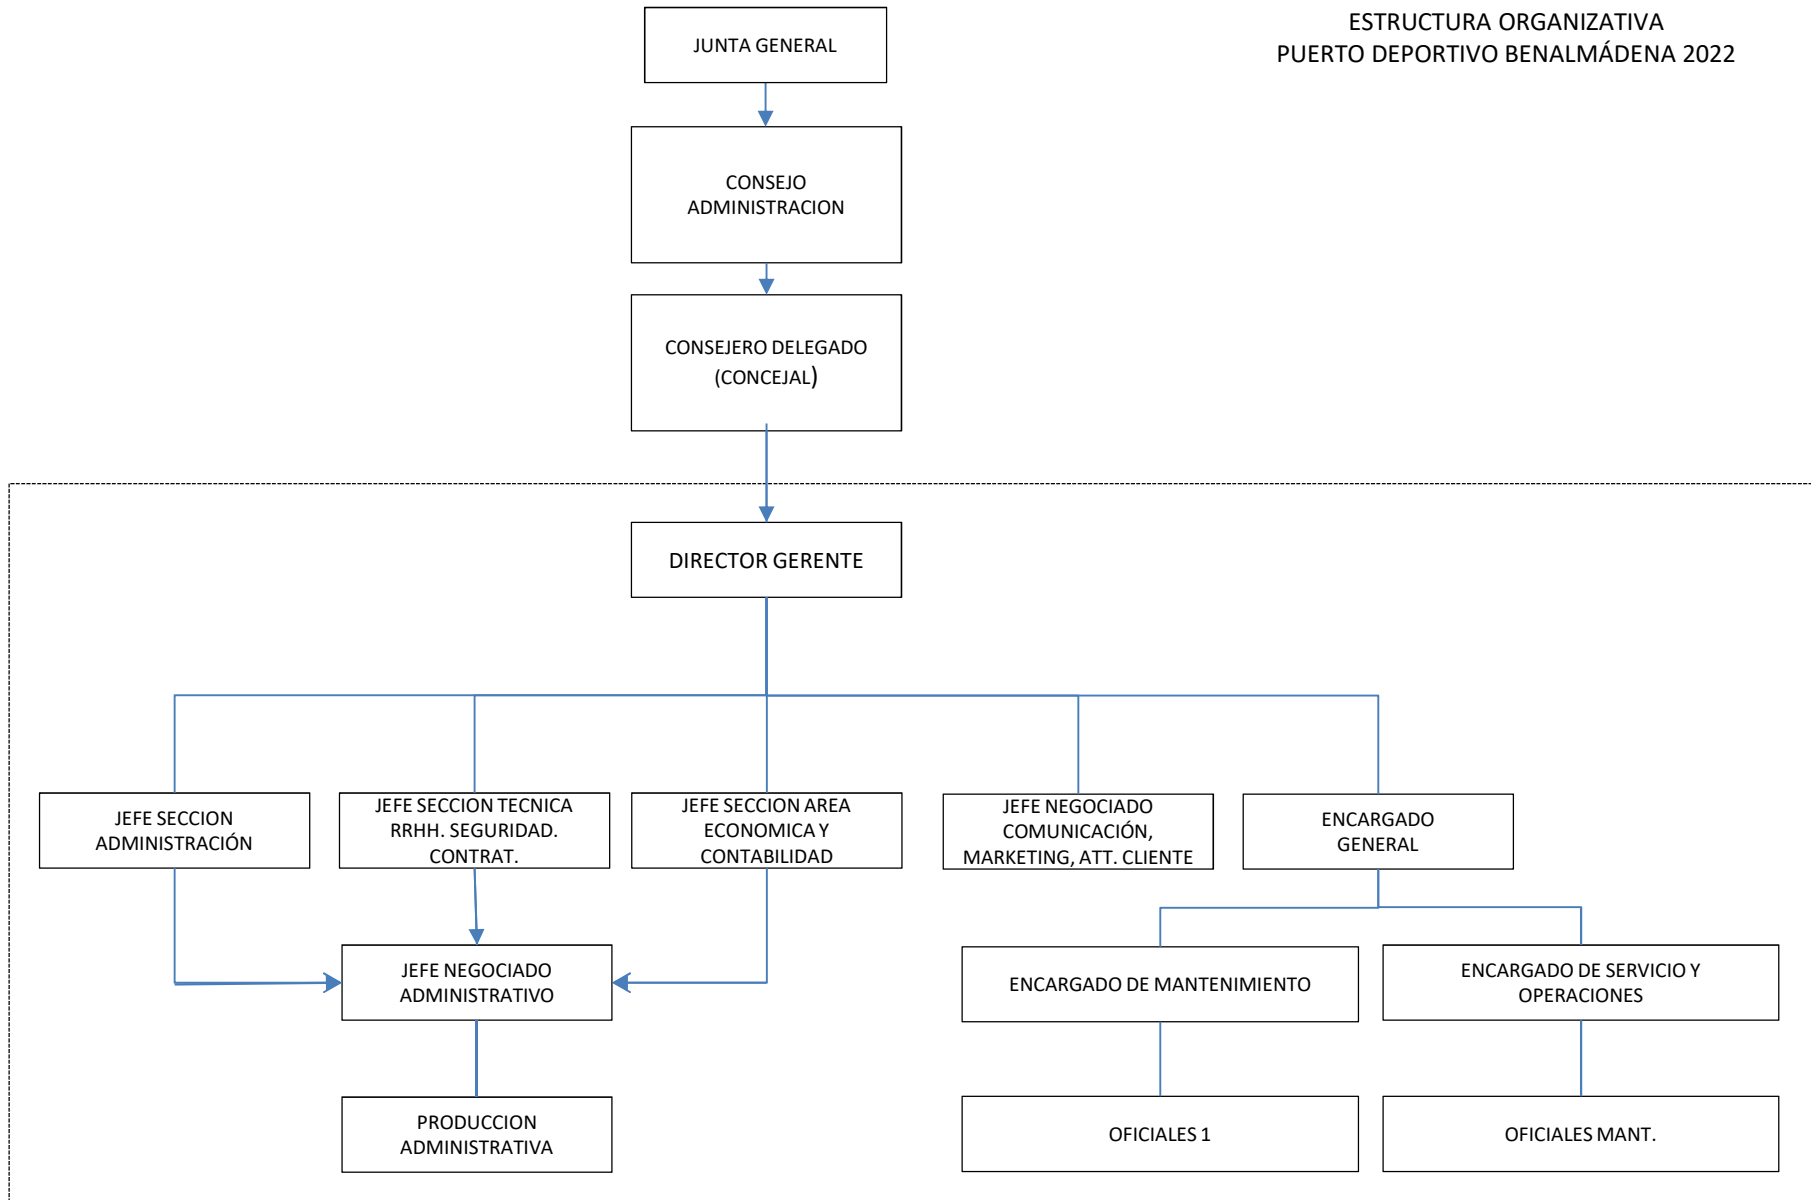 ESTRUCTURA ORGANIZATIVA
PUERTO DEPORTIVO BENALMÁDENA 2022
JUNTA GENERAL
CONSEJO
ADMINISTRACION
CONSEJERO DELEGADO
(CONCEJAL)
DIRECTOR GERENTE
JEFE SECCION
ADMINISTRACIÓN
JEFE SECCION TECNICA
RRHH. SEGURIDAD.
CONTRAT.
JEFE SECCION AREA
ECONOMICA Y
CONTABILIDAD
JEFE NEGOCIADO
COMUNICACIÓN,
MARKETING, ATT. CLIENTE
ENCARGADO
GENERAL
JEFE NEGOCIADO
ADMINISTRATIVO
ENCARGADO DE MANTENIMIENTO
ENCARGADO DE SERVICIO Y
OPERACIONES
PRODUCCION
ADMINISTRATIVA
OFICIALES 1
OFICIALES MANT.